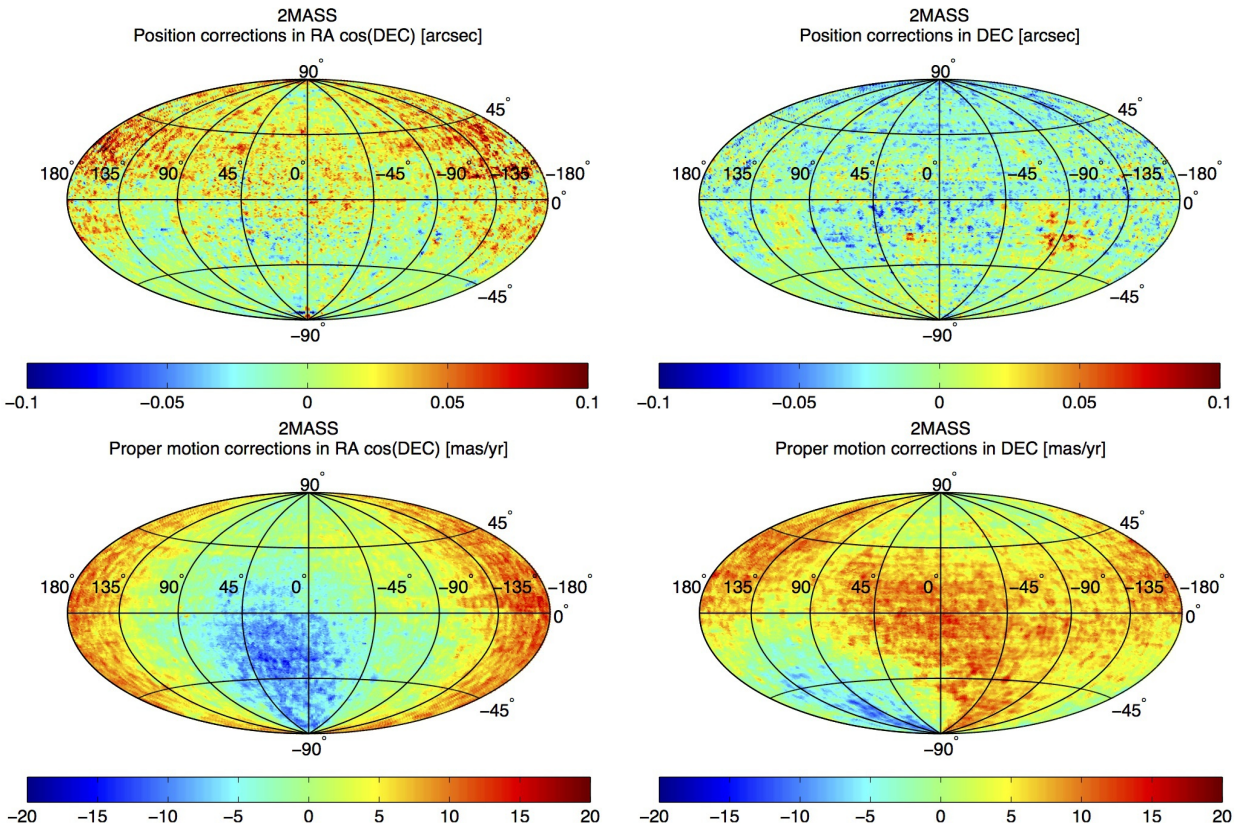 2MASS
Position corrections in RA cos(DEC) [arcsec]
90°
45°
180° 135° 90° 45° 0° −45° −90° −135° −180°
0°
−45°
−90°
−0.1 −0.05 0 0.05 0.1
2MASS
Position corrections in DEC [arcsec]
90°
45°
180° 135° 90° 45° 0° −45° −90° −135° −180°
0°
−45°
−90°
−0.1 −0.05 0 0.05 0.1
2MASS
Proper motion corrections in RA cos(DEC) [mas/yr]
90°
45°
180° 135° 90° 45° 0° −45° −90° −135° −180°
0°
−45°
−90°
−20 −15 −10 −5 0 5 10 15 20
2MASS
Proper motion corrections in DEC [mas/yr]
90°
45°
180° 135° 90° 45° 0° −45° −90° −135° −180°
0°
−45°
−90°
−20 −15 −10 −5 0 5 10 15 20